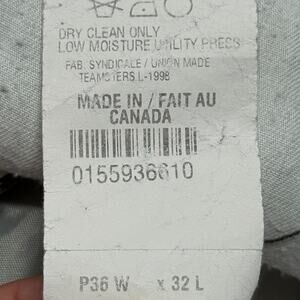 DRY CLEAN ONLY
LOW MOISTURE UTILITY PRESS
FAB. SYNDICALE / UNION MADE
TEAMSTERS L-1998
MADE IN / FAIT AU
CANADA
0155936610
P36 W x 32 L